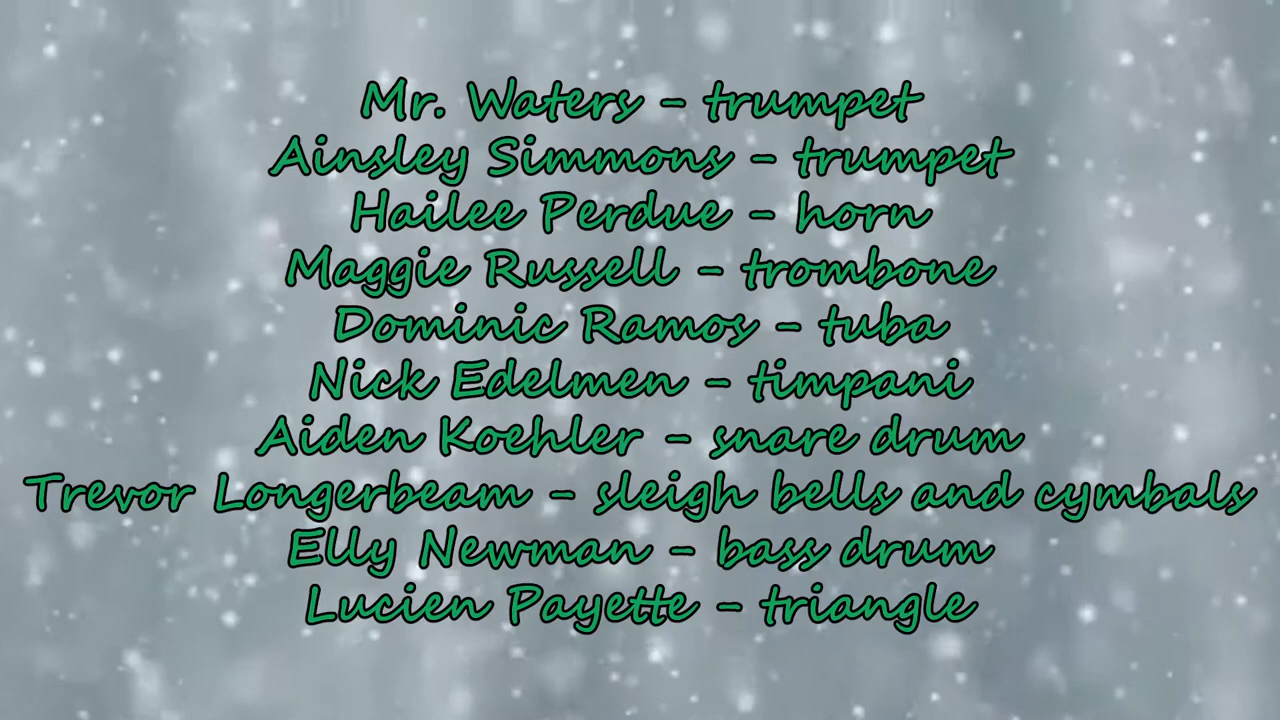 Mr. Waters - trumpet
Ainsley Simmons - trumpet
Hailee Perdue - horn
Maggie Russell - trombone
Dominic Ramos - tuba
Nick Edelmen - timpani
Aiden Koehler - snare drum
Trevor Longerbeam - sleigh bells and cymbals
Elly Newman - bass drum
Lucien Payette - triangle